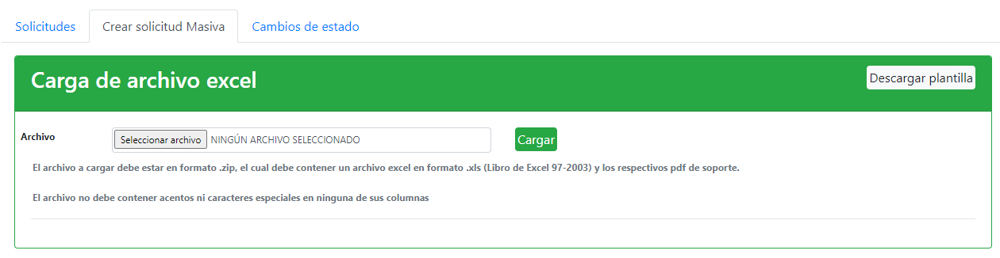 Solicitudes Crear solicitud Masiva Cambios de estado
Carga de archivo excel
Descargar plantilla
Archivo Seleccionar archivo NINGÚN ARCHIVO SELECCIONADO Cargar
El archivo a cargar debe estar en formato .zip, el cual debe contener un archivo excel en formato .xls (Libro de Excel 97-2003) y los respectivos pdf de soporte.
El archivo no debe contener acentos ni caracteres especiales en ninguna de sus columnas